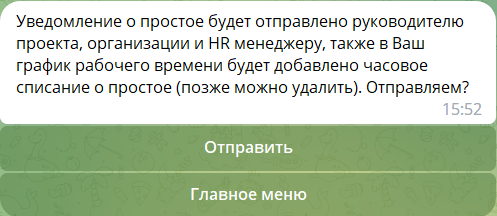 Уведомление о простое будет отправлено руководителю
проекта, организации и HR менеджеру, также в Ваш
график рабочего времени будет добавлено часовое
списание о простое (позже можно удалить). Отправляем?
15:52
Отправить
Главное меню